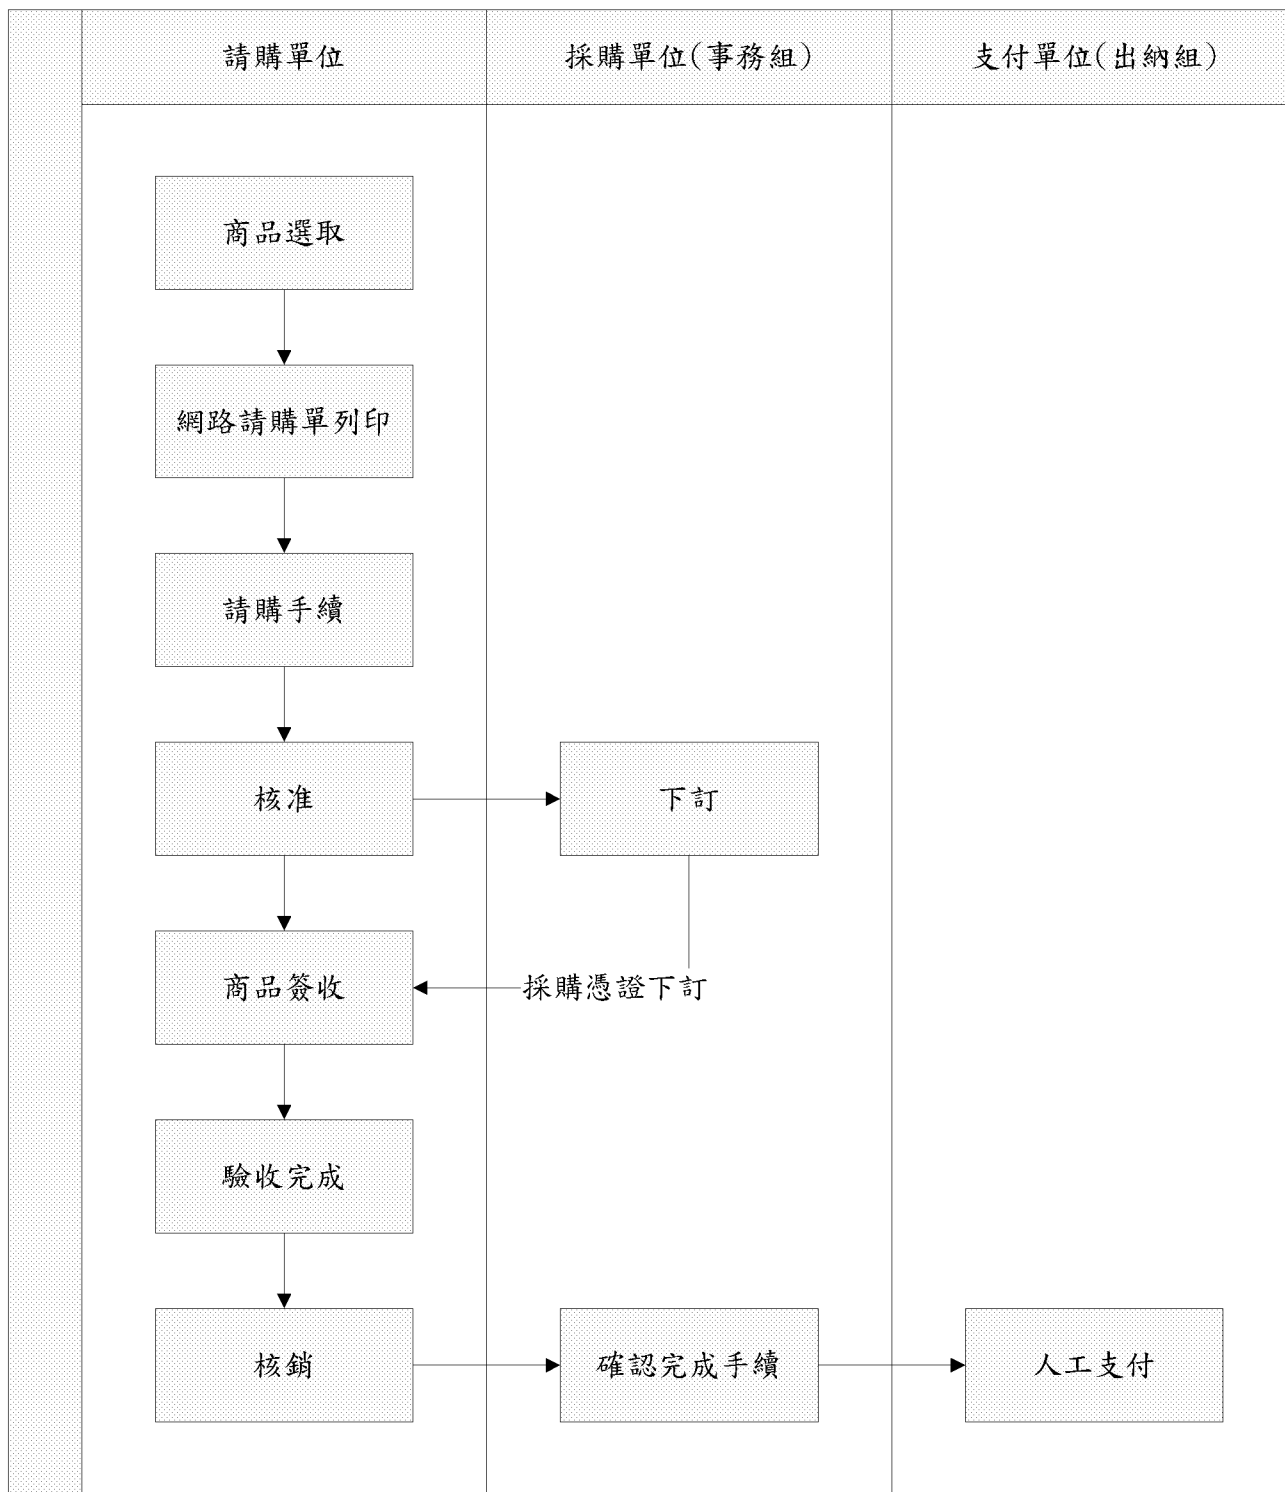 請購單位
採購單位(事務組)
支付單位(出納組)
商品選取
網路請購單列印
請購手續
核准
下訂
商品簽收
採購憑證下訂
驗收完成
核銷
確認完成手續
人工支付